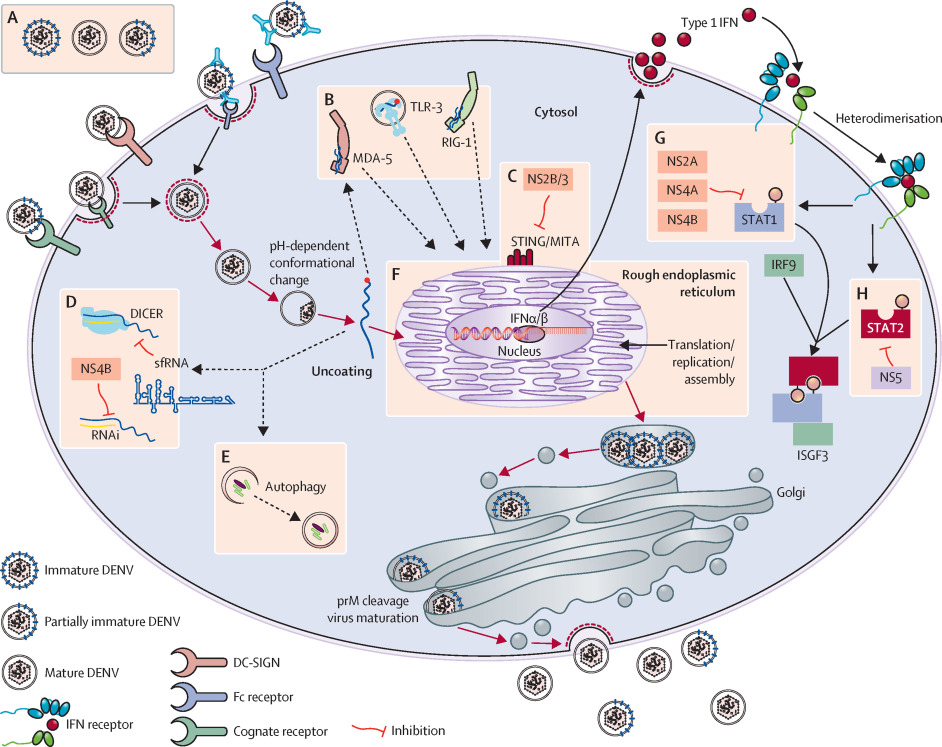 A
Type 1 IFN
B
TLR-3
MDA-5
RIG-1
Cytosol
Heterodimerisation
C
NS2B/3
STING/MITA
G
NS2A
NS4A
NS4B
STAT1
pH-dependent
conformational
change
F
Rough endoplasmic
reticulum
IRF9
H
STAT2
NS5
D
DICER
sfRNA
NS4B
RNAi
IFNα/β
Nucleus
Translation/
replication/
assembly
Uncoating
ISGF3
E
Autophagy
Golgi
prM cleavage
virus maturation
Immature DENV
Partially immature DENV
Mature DENV
IFN receptor
DC-SIGN
Fc receptor
Cognate receptor
Inhibition